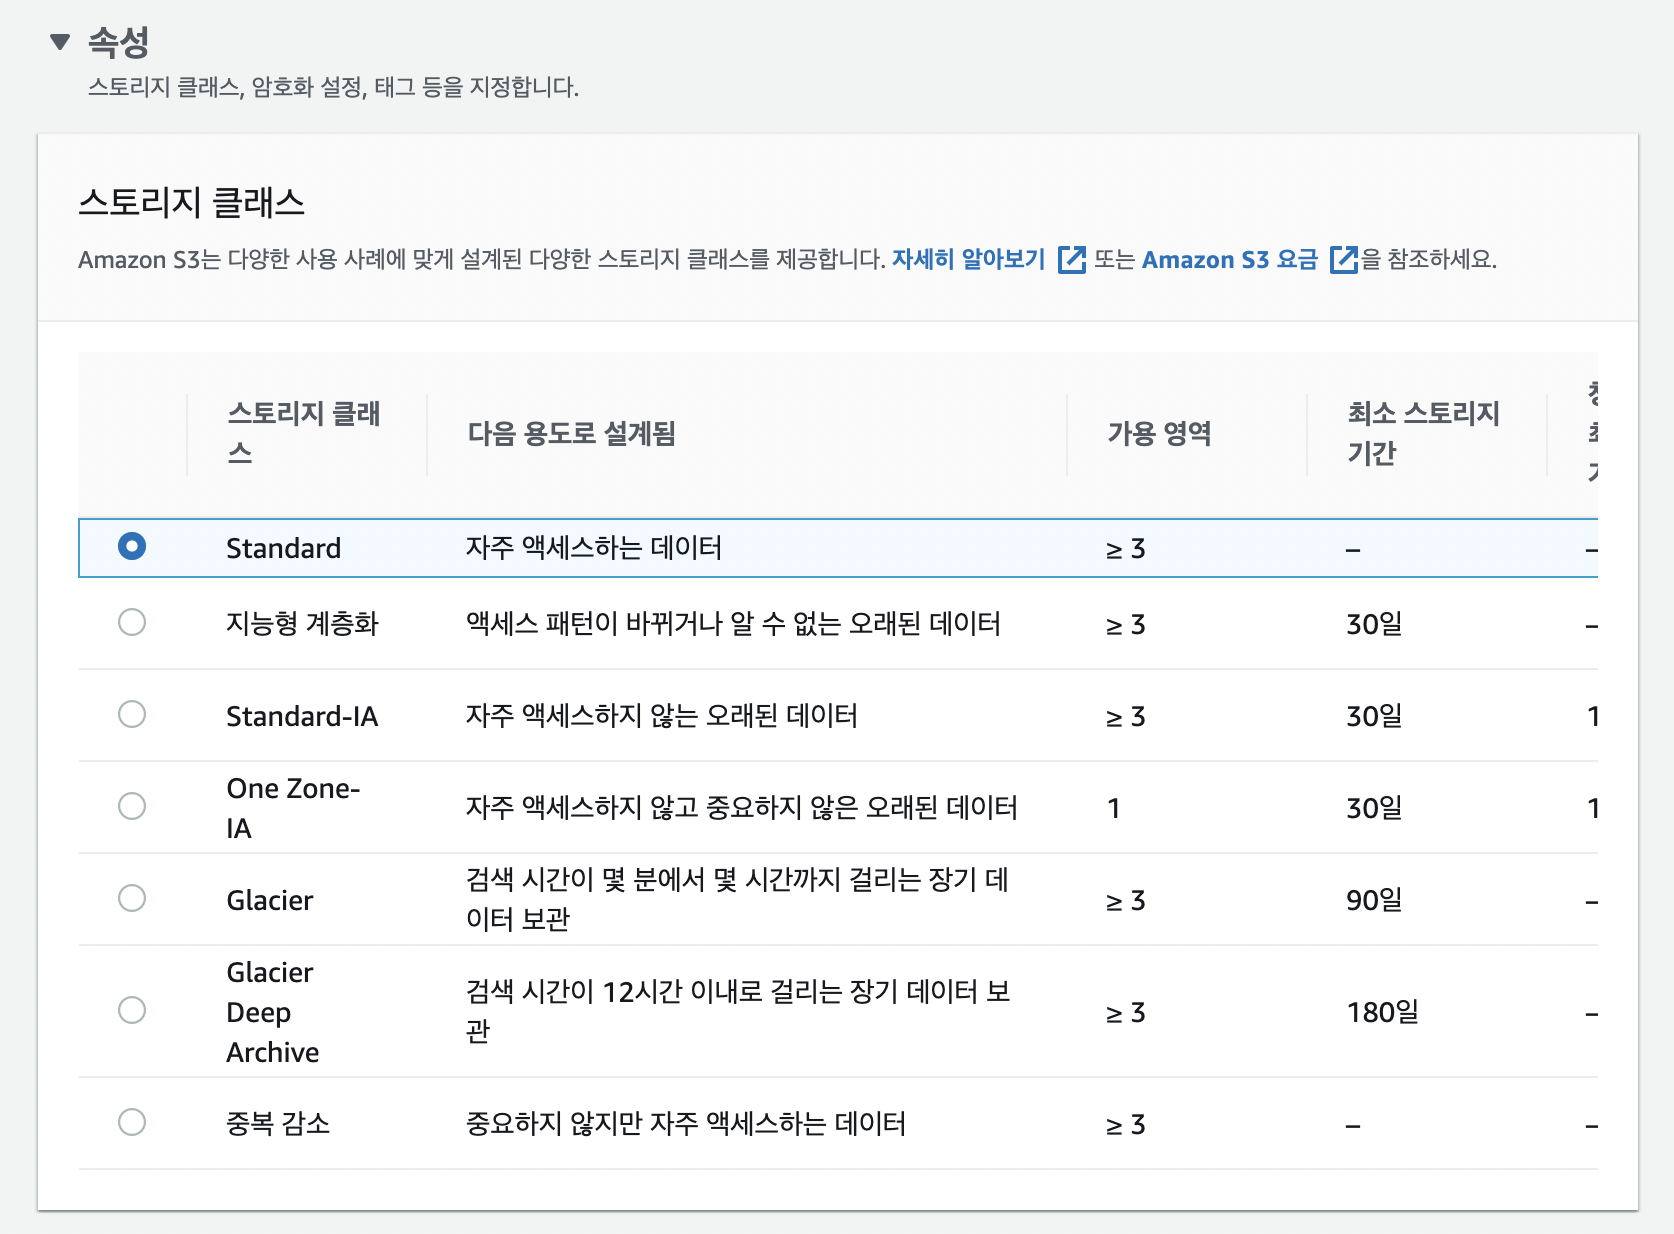 속성
스토리지 클래스, 암호화 설정, 태그 등을 지정합니다.
스토리지 클래스
Amazon S3는 다양한 사용 사례에 맞게 설계된 다양한 스토리지 클래스를 제공합니다. 자세히 알아보기 또는 Amazon S3 요금 을 참조하세요.
스토리지 클래
스
다음 용도로 설계됨
가용 영역
최소 스토리지
기간
Standard 자주 액세스하는 데이터 ≥ 3 – –
지능형 계층화 액세스 패턴이 바뀌거나 알 수 없는 오래된 데이터 ≥ 3 30일 –
Standard-IA 자주 액세스하지 않는 오래된 데이터 ≥ 3 30일 1
One Zone-
IA
자주 액세스하지 않고 중요하지 않은 오래된 데이터 1 30일 1
Glacier
검색 시간이 몇 분에서 몇 시간까지 걸리는 장기 데
이터 보관
≥ 3 90일 –
Glacier
Deep
Archive
검색 시간이 12시간 이내로 걸리는 장기 데이터 보
관
≥ 3 180일 –
중복 감소 중요하지 않지만 자주 액세스하는 데이터 ≥ 3 – –